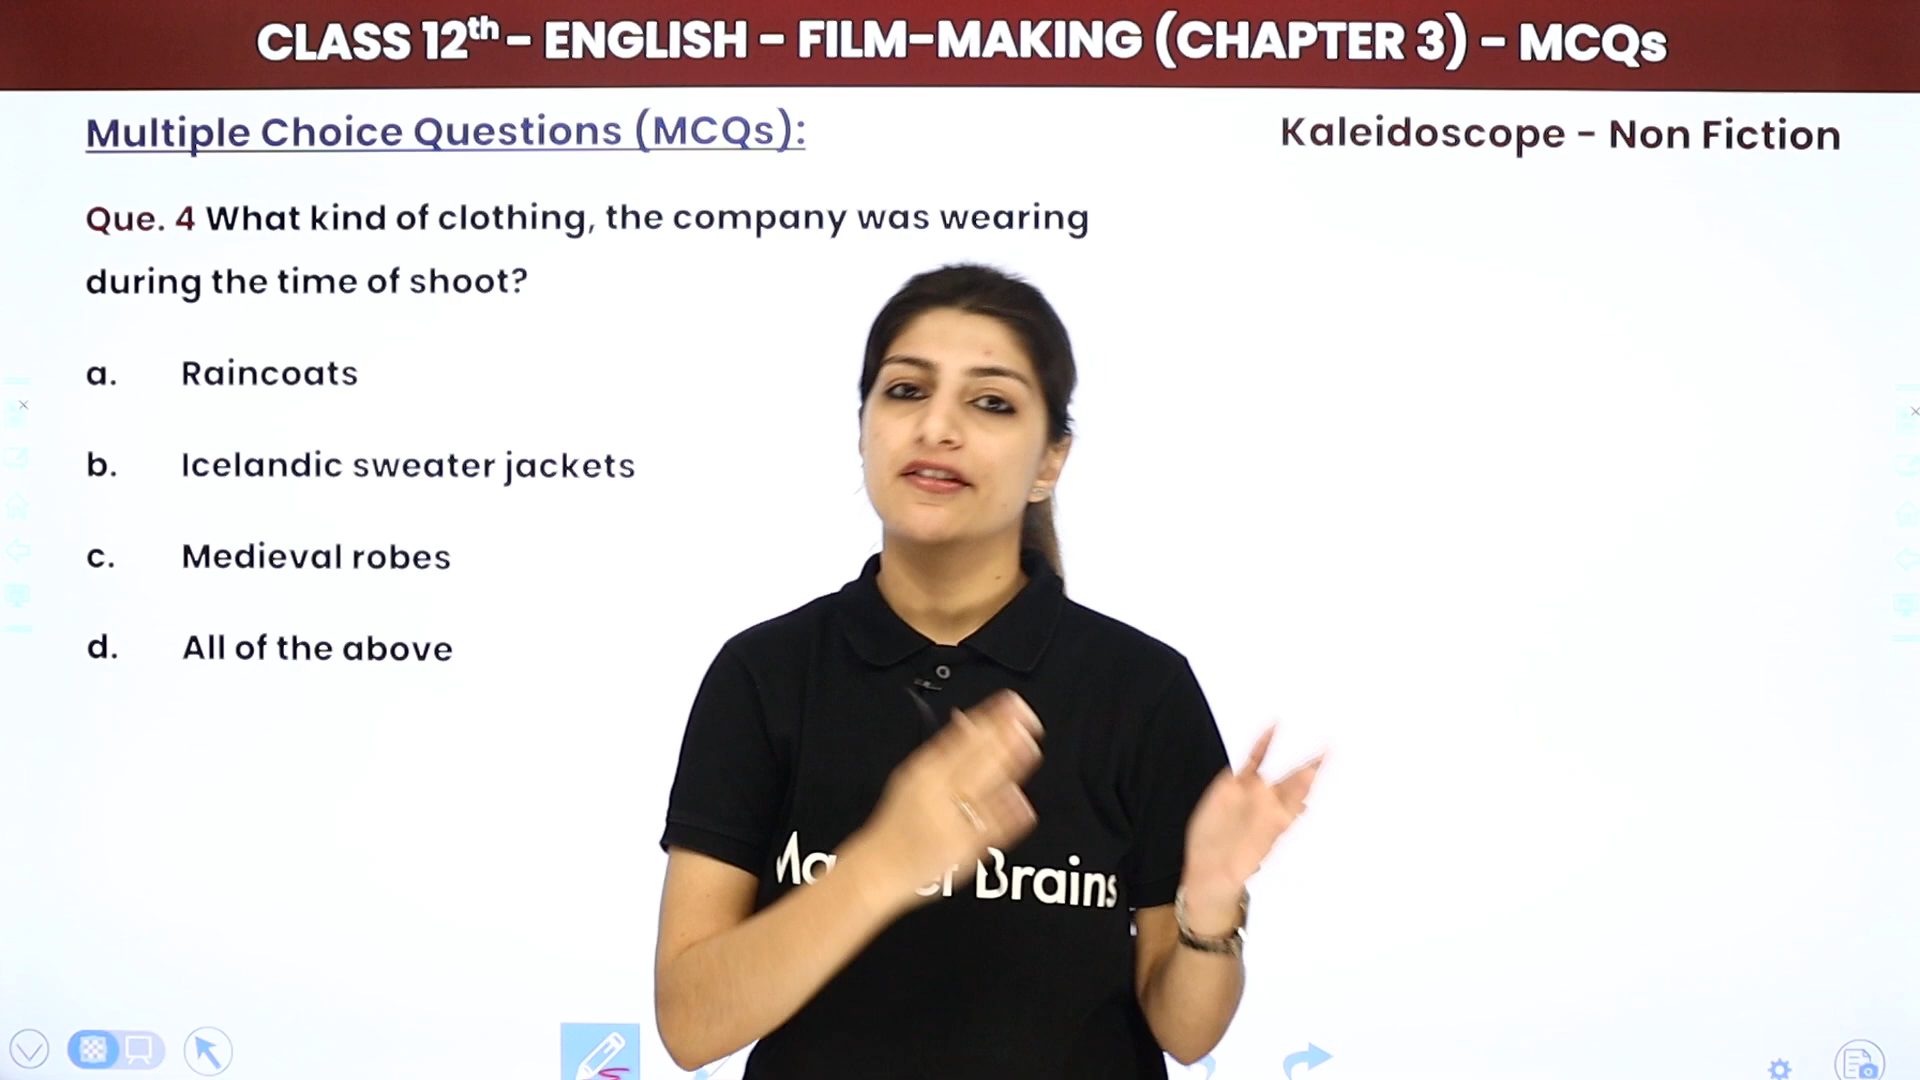 CLASS 12th - ENGLISH - FILM-MAKING (CHAPTER 3) - MCQs
Multiple Choice Questions (MCQs):
Kaleidoscope - Non Fiction
Que. 4 What kind of clothing, the company was wearing
during the time of shoot?
a. Raincoats
b. Icelandic sweater jackets
c. Medieval robes
d. All of the above
Brains